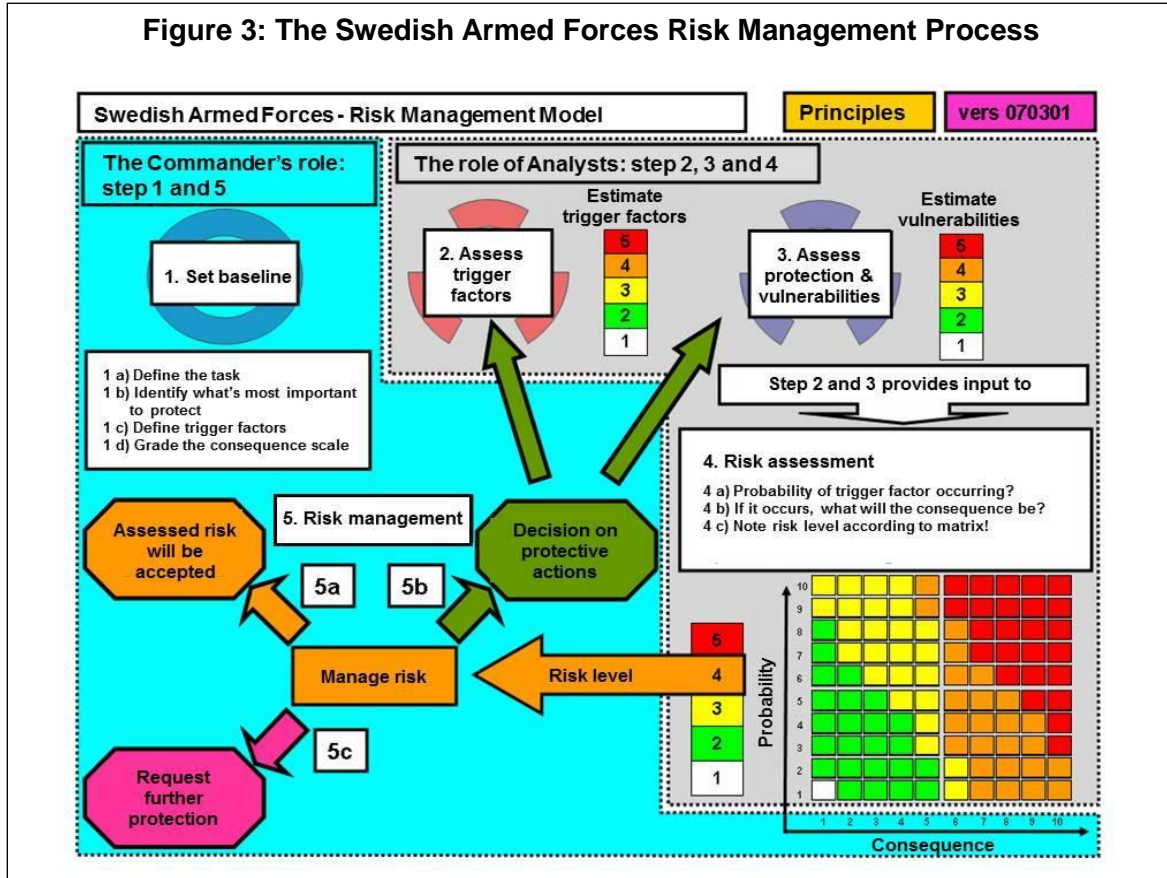 Figure 3: The Swedish Armed Forces Risk Management Process
Swedish Armed Forces - Risk Management Model
Principles
vers 070301
The Commander's role:
step 1 and 5
1. Set baseline
1 a) Define the task
1 b) Identify what's most important
to protect
1 c) Define trigger factors
1 d) Grade the consequence scale
The role of Analysts: step 2, 3 and 4
2. Assess
trigger
factors
Estimate
trigger factors
5
4
3
2
1
3. Assess
protection &
vulnerabilities
Estimate
vulnerabilities
5
4
3
2
1
Step 2 and 3 provides input to
4. Risk assessment
4 a) Probability of trigger factor occurring?
4 b) If it occurs, what will the consequence be?
4 c) Note risk level according to matrix!
5. Risk management
Assessed risk
will be
accepted
5a
5b
Decision on
protective
actions
Manage risk
Risk level
5
4
3
2
1
5c
Request
further
protection
Probability
10
9
8
7
6
5
4
3
2
1
1 2 3 4 5 6 7 8 9 10
Consequence